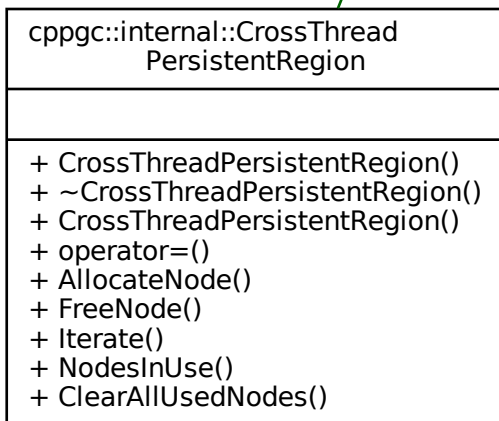 cppgc::internal::CrossThread
PersistentRegion
+ CrossThreadPersistentRegion()
+ ~CrossThreadPersistentRegion()
+ CrossThreadPersistentRegion()
+ operator=()
+ AllocateNode()
+ FreeNode()
+ Iterate()
+ NodesInUse()
+ ClearAllUsedNodes()